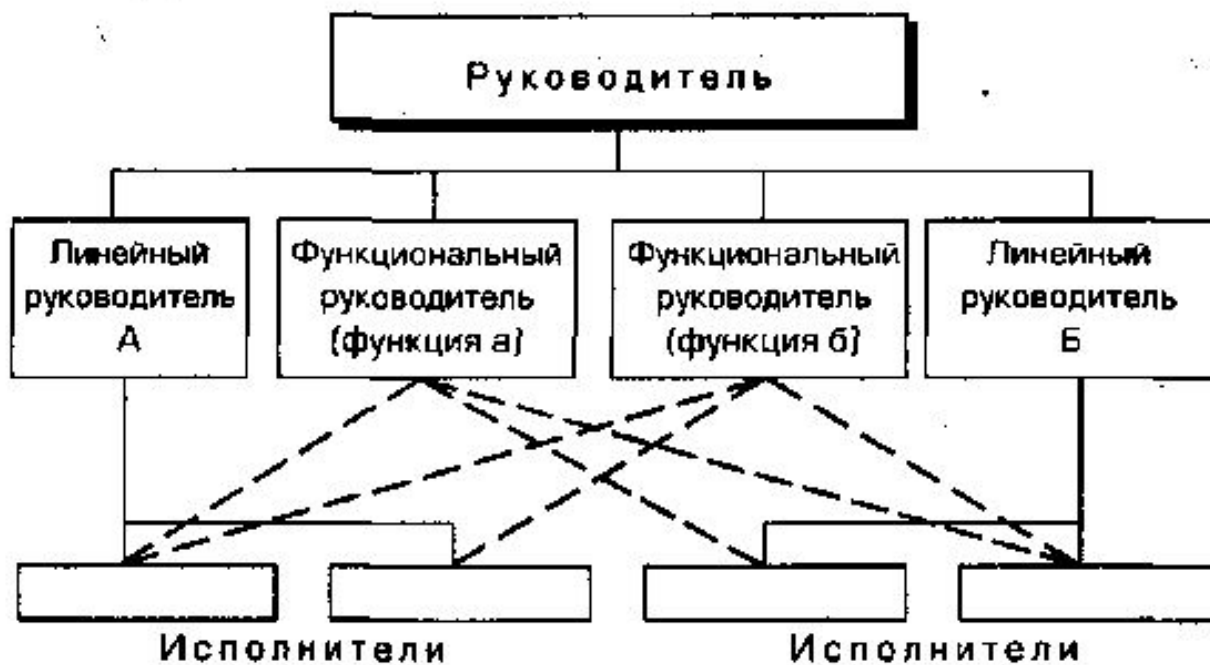 Руководитель
Линейный
руководитель
А
Функциональный
руководитель
(функция а)
Функциональный
руководитель
(функция б)
Линейный
руководитель
Б
Исполнители
Исполнители